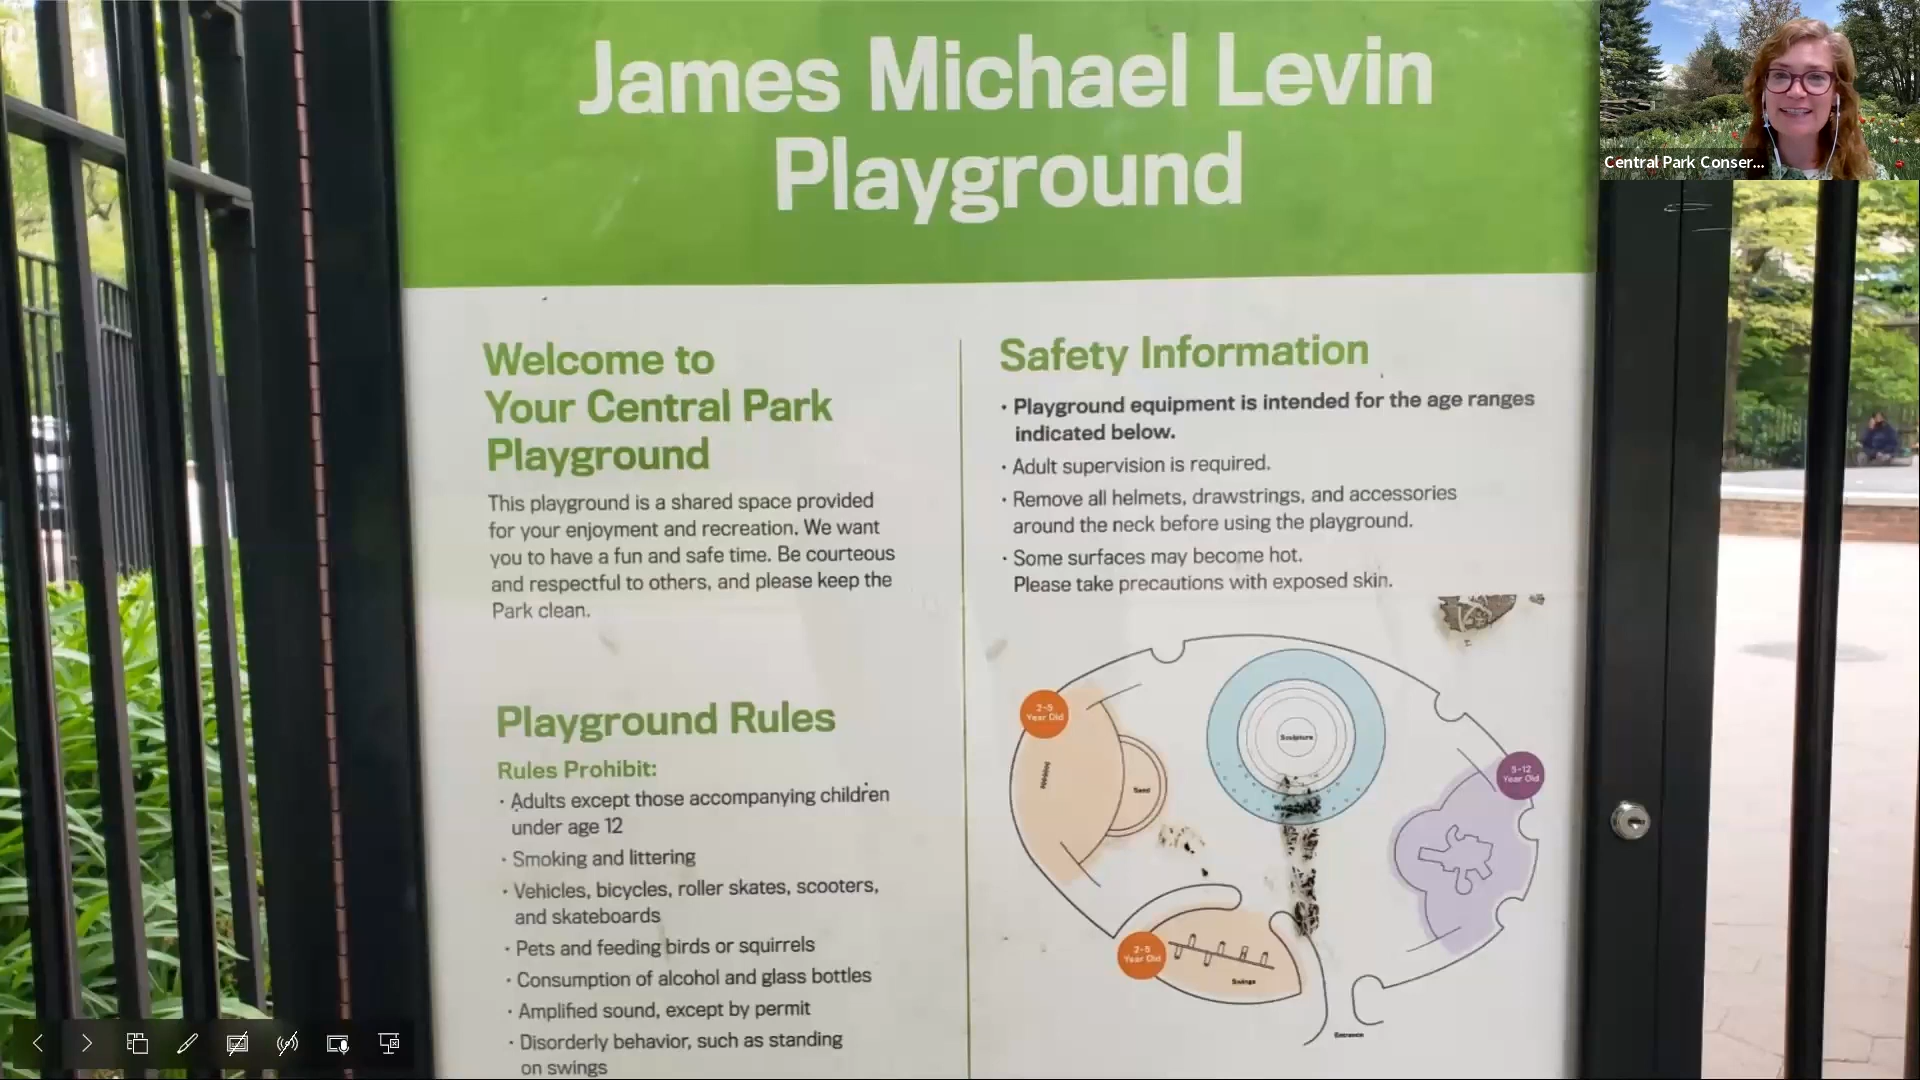 James Michael Levin
Playground
Central Park Conser...
Welcome to
Your Central Park
Playground
This playground is a shared space provided
for your enjoyment and recreation. We want
you to have a fun and safe time. Be courteous
and respectful to others, and please keep the
Park clean.
Playground Rules
Rules Prohibit:
· Adults except those accompanying children
under age 12
· Smoking and littering
· Vehicles, bicycles, roller skates, scooters,
and skateboards
· Pets and feeding birds or squirrels
· Consumption of alcohol and glass bottles
· Amplified sound, except by permit
· Disorderly behavior, such as standing
on swings
Safety Information
· Playground equipment is intended for the age ranges
indicated below.
· Adult supervision is required.
· Remove all helmets, drawstrings, and accessories
around the neck before using the playground.
· Some surfaces may become hot.
Please take precautions with exposed skin.
2-5
Year Old
Sculpture
5-12
Year Old
Sand
2-5
Year Old
Swings
Entrance